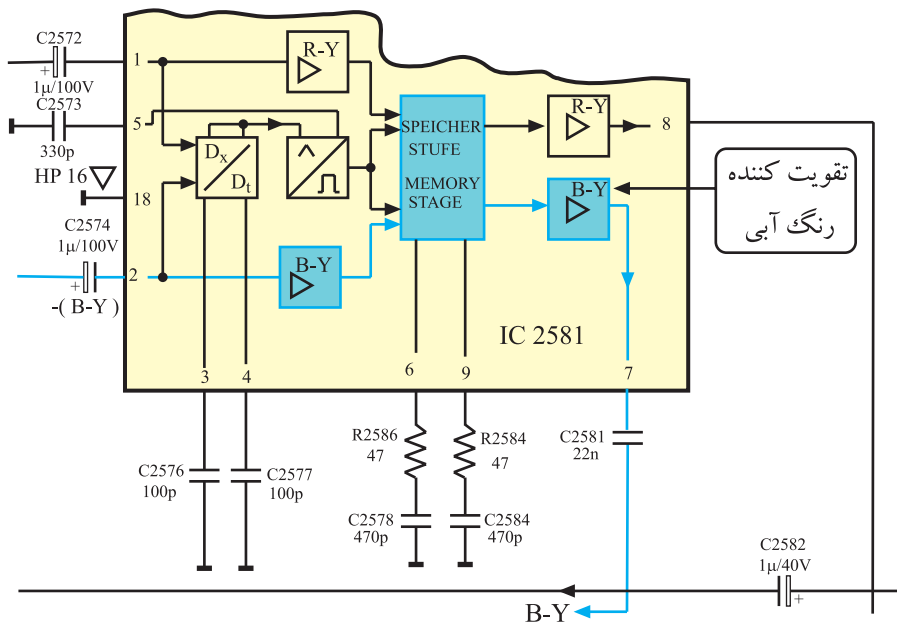 C2572
+
1µ/100V
C2573
330p
HP 16
C2574
1µ/100V
+
-( B-Y )
1
5
18
2
R-Y
Dx
Dt
B-Y
SPEICHER
STUFE
MEMORY
STAGE
R-Y
8
B-Y
تقویت کننده
رنگ آبی
IC 2581
3
4
6
9
7
C2576
100p
C2577
100p
R2586
47
R2584
47
C2578
470p
C2584
470p
C2581
22n
C2582
1µ/40V
+
B-Y